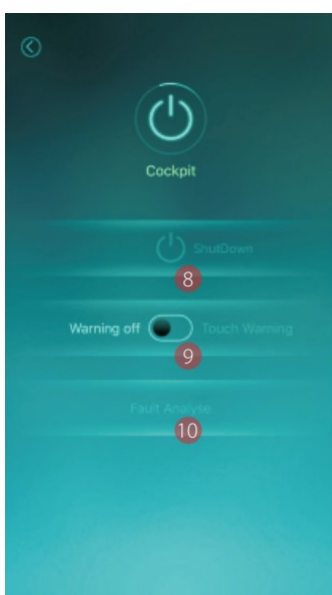 Cockpit
ShutDown
8
Warning off Touch Warning
9
Fault Analyse
10